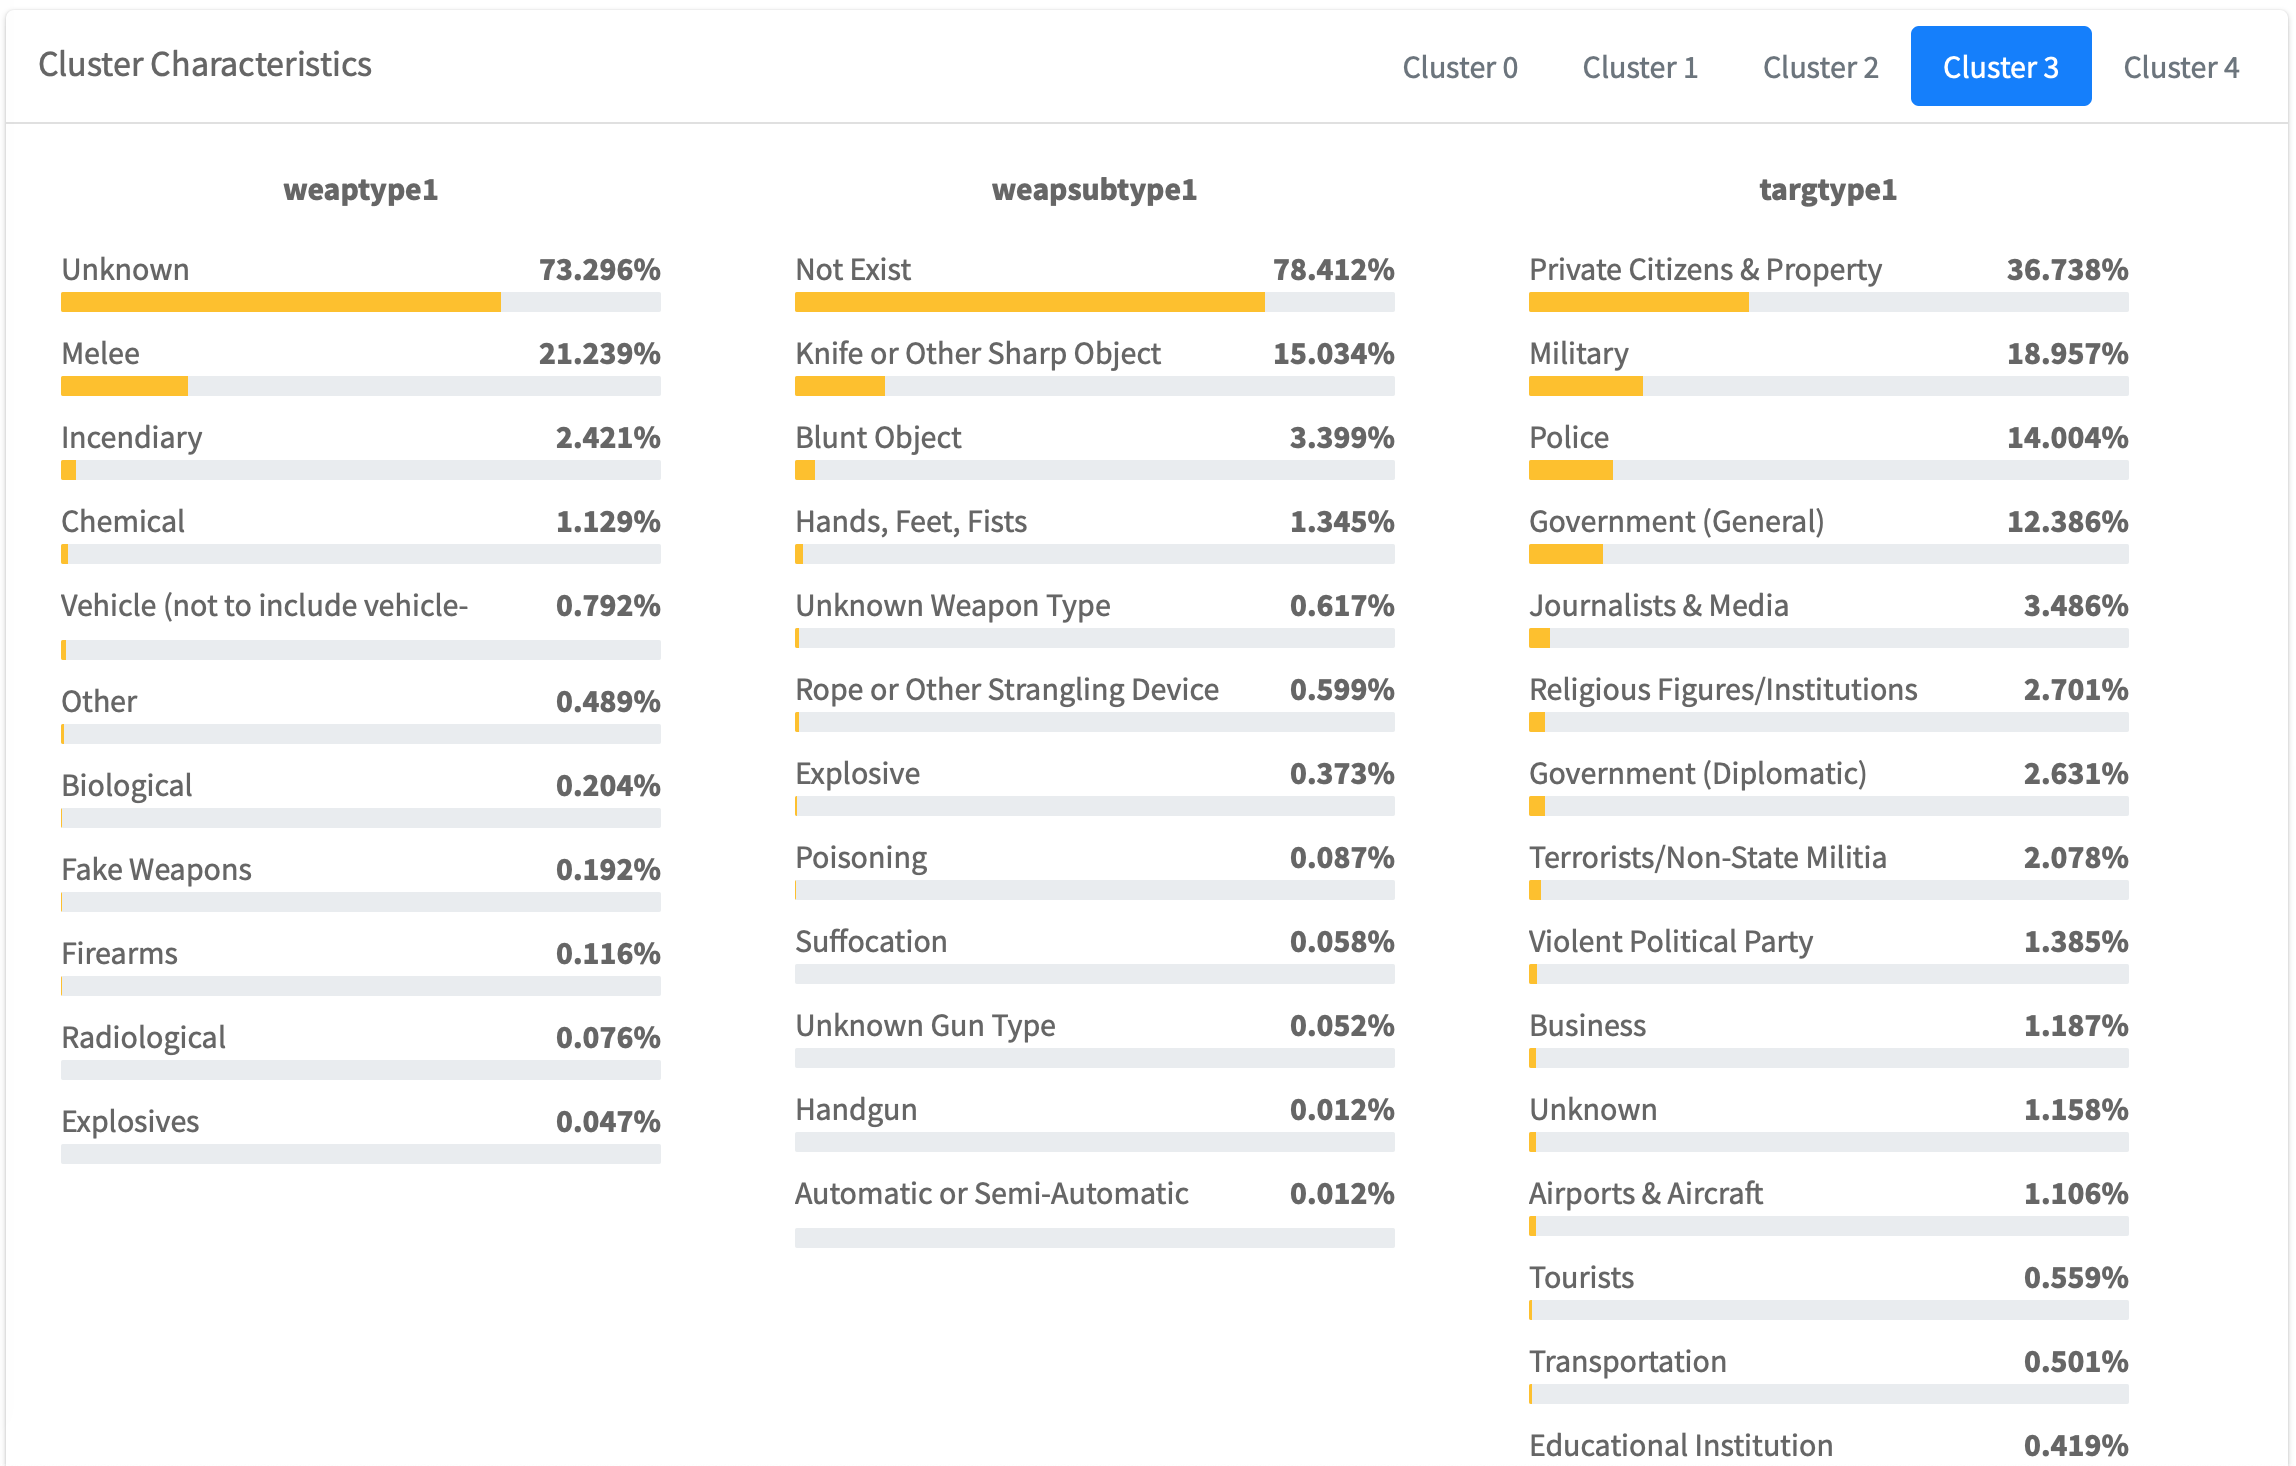 Cluster Characteristics
Cluster 0
Cluster 1
Cluster 2
Cluster 3
Cluster 4
weaptype1
Unknown 73.296%
Melee 21.239%
Incendiary 2.421%
Chemical 1.129%
Vehicle (not to include vehicle- 0.792%
Other 0.489%
Biological 0.204%
Fake Weapons 0.192%
Firearms 0.116%
Radiological 0.076%
Explosives 0.047%
weapsubtype1
Not Exist 78.412%
Knife or Other Sharp Object 15.034%
Blunt Object 3.399%
Hands, Feet, Fists 1.345%
Unknown Weapon Type 0.617%
Rope or Other Strangling Device 0.599%
Explosive 0.373%
Poisoning 0.087%
Suffocation 0.058%
Unknown Gun Type 0.052%
Handgun 0.012%
Automatic or Semi-Automatic 0.012%
targtype1
Private Citizens & Property 36.738%
Military 18.957%
Police 14.004%
Government (General) 12.386%
Journalists & Media 3.486%
Religious Figures/Institutions 2.701%
Government (Diplomatic) 2.631%
Terrorists/Non-State Militia 2.078%
Violent Political Party 1.385%
Business 1.187%
Unknown 1.158%
Airports & Aircraft 1.106%
Tourists 0.559%
Transportation 0.501%
Educational Institution 0.419%